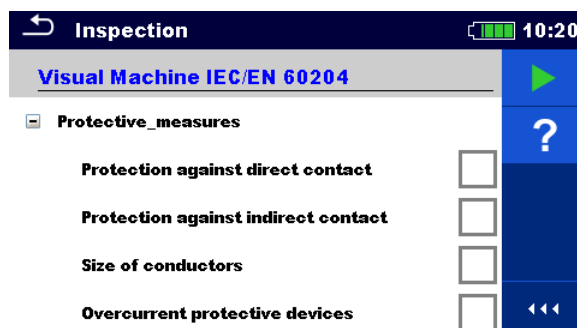 Inspection
10:20
Visual Machine IEC/EN 60204
Protective_measures
?
Protection against direct contact
Protection against indirect contact
Size of conductors
Overcurrent protective devices